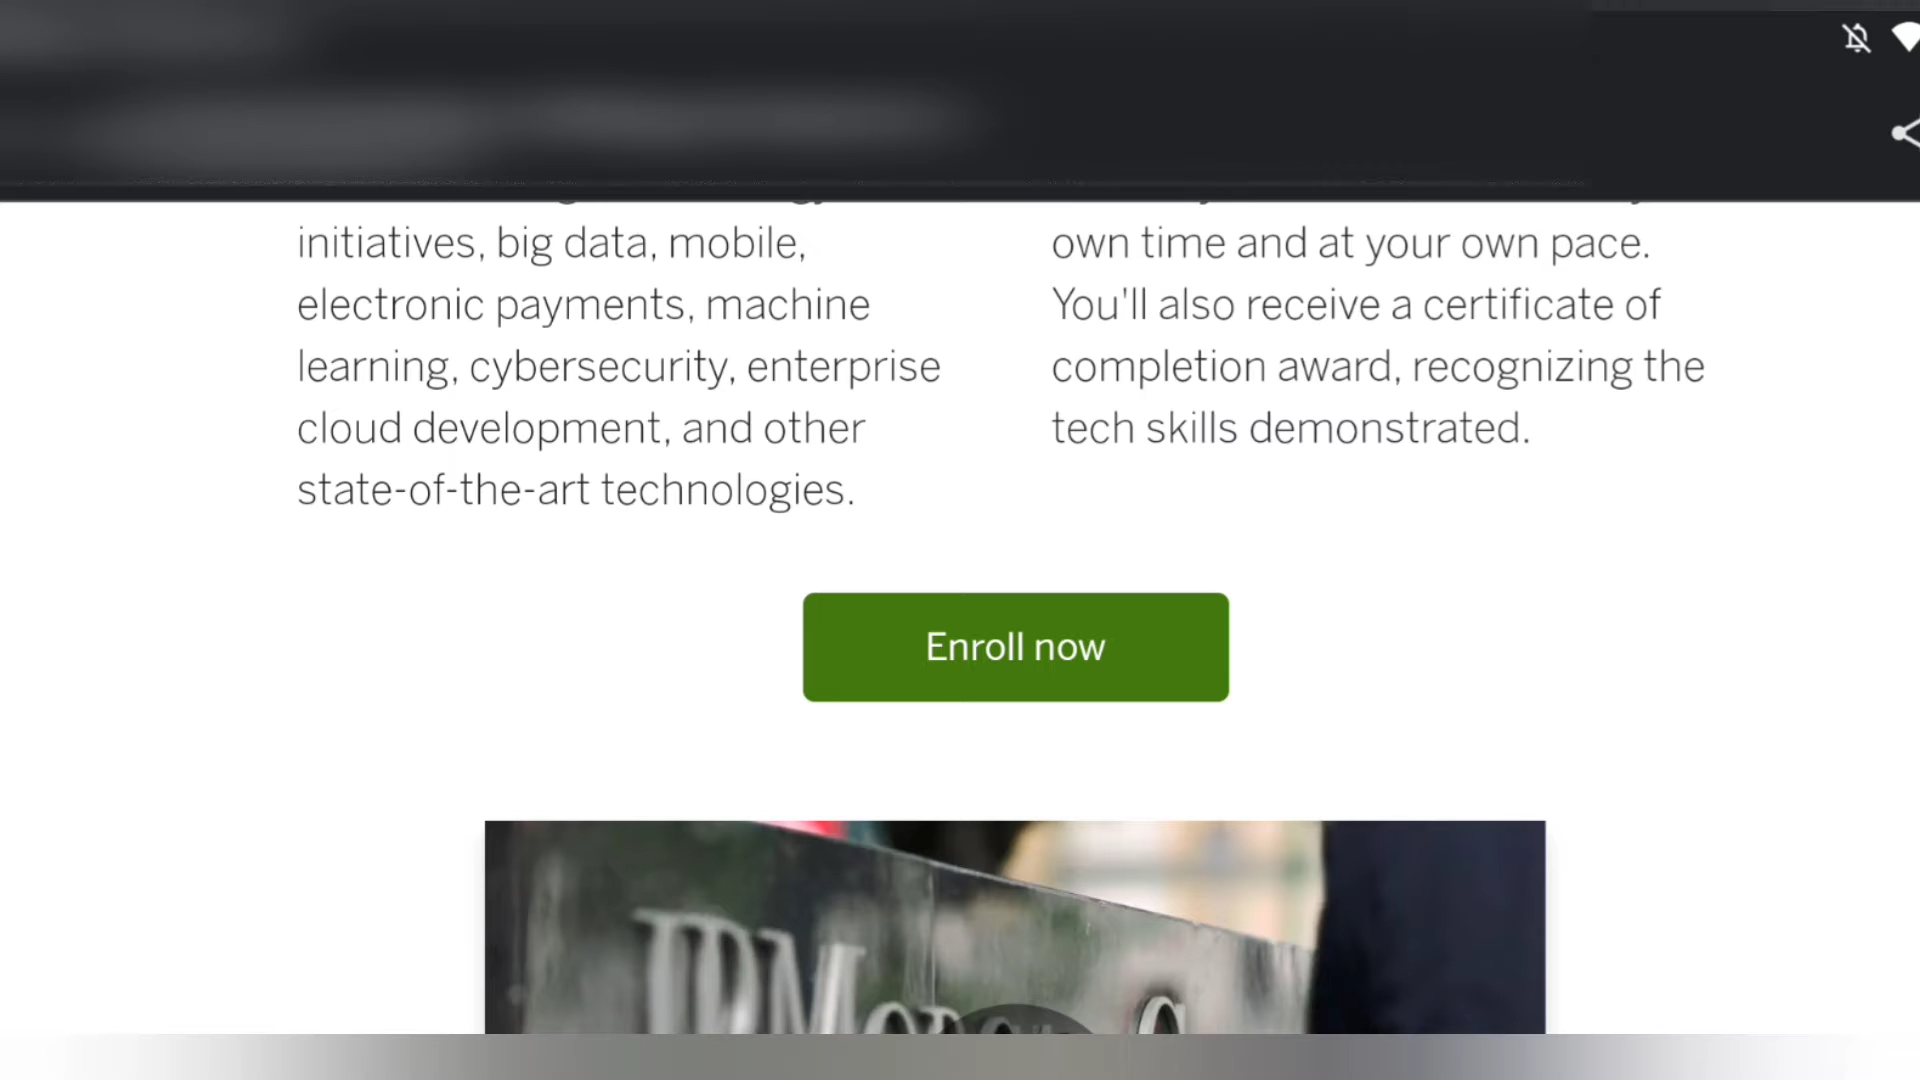 initiatives, big data, mobile,
electronic payments, machine
learning, cybersecurity, enterprise
cloud development, and other
state-of-the-art technologies.
own time and at your own pace.
You'll also receive a certificate of
completion award, recognizing the
tech skills demonstrated.
Enroll now